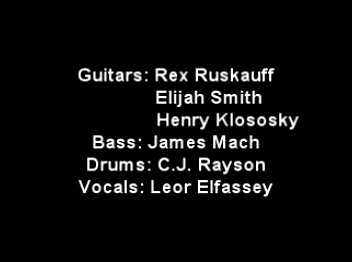 Guitars: Rex Ruskauff
Elijah Smith
Henry Klososky
Bass: James Mach
Drums: C.J. Rayson
Vocals: Leor Elfassey